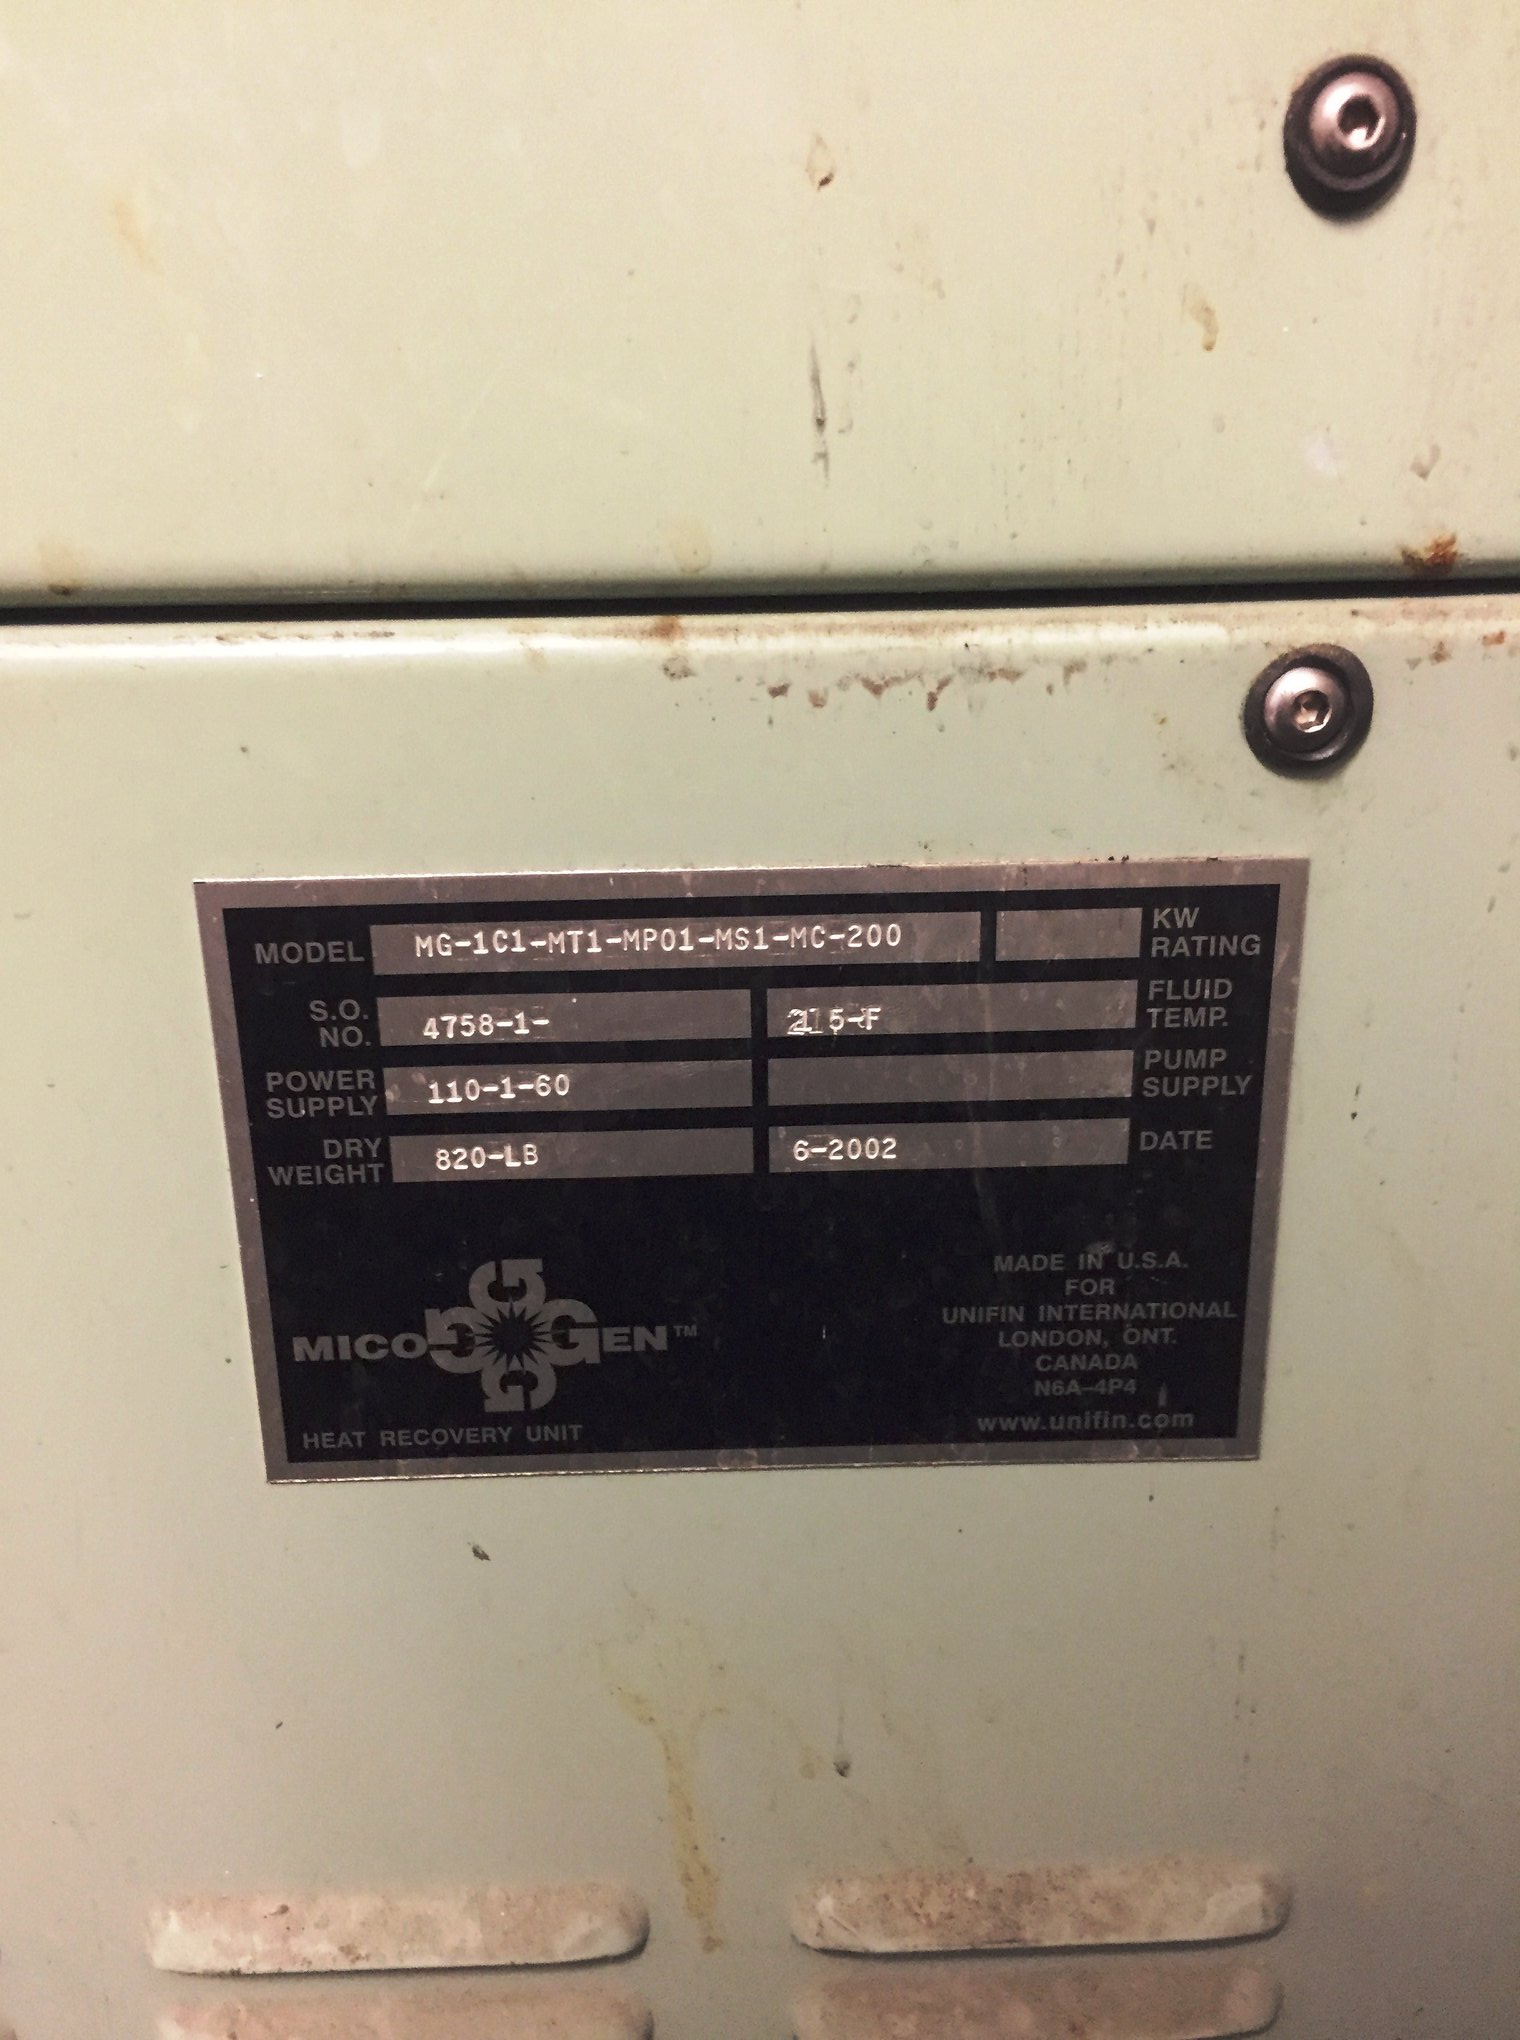 MODEL MG-1C1-MT1-MP01-MS1-MC-200 KW RATING
S.O. NO. 4758-1- 215-F FLUID TEMP.
POWER SUPPLY 110-1-60 PUMP SUPPLY
DRY WEIGHT 820-LB 6-2002 DATE
MICOGEN™
HEAT RECOVERY UNIT
MADE IN U.S.A.
FOR
UNIFIN INTERNATIONAL
LONDON, ONT.
CANADA
N6A-4P4
www.unifin.com